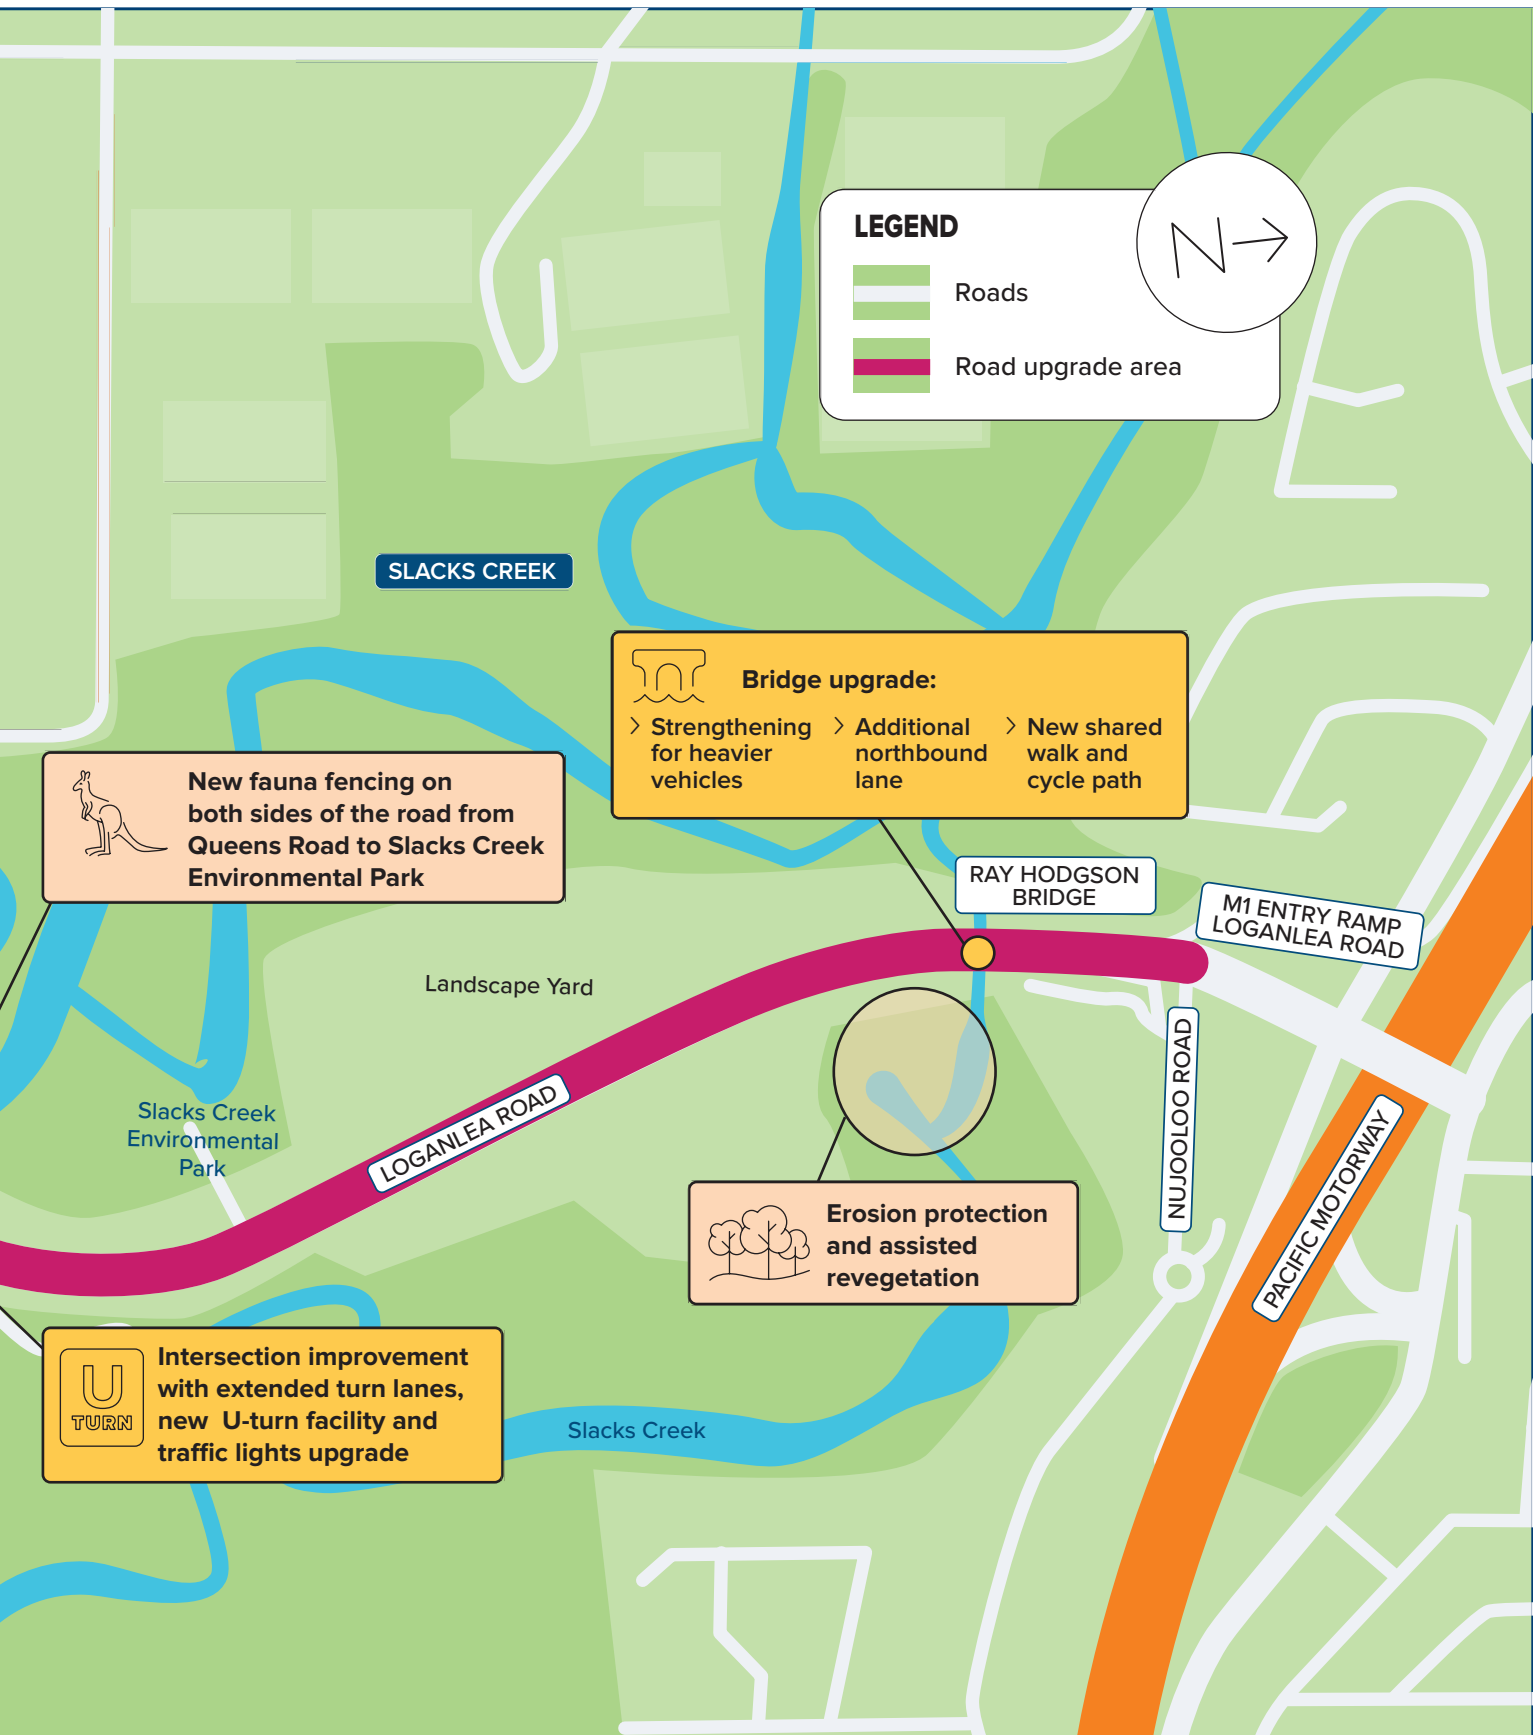 LEGEND
N
Roads
Road upgrade area
SLACKS CREEK
Bridge upgrade:
> Strengthening
for heavier
vehicles
> Additional
northbound
lane
> New shared
walk and
cycle path
New fauna fencing on
both sides of the road from
Queens Road to Slacks Creek
Environmental Park
RAY HODGSON
BRIDGE
M1 ENTRY RAMP
LOGANLEA ROAD
Landscape Yard
NUJOOLOO ROAD
LOGANLEA ROAD
Slacks Creek
Environmental
Park
PACIFIC MOTORWAY
Erosion protection
and assisted
revegetation
U
TURN
Intersection improvement
with extended turn lanes,
new U-turn facility and
traffic lights upgrade
Slacks Creek